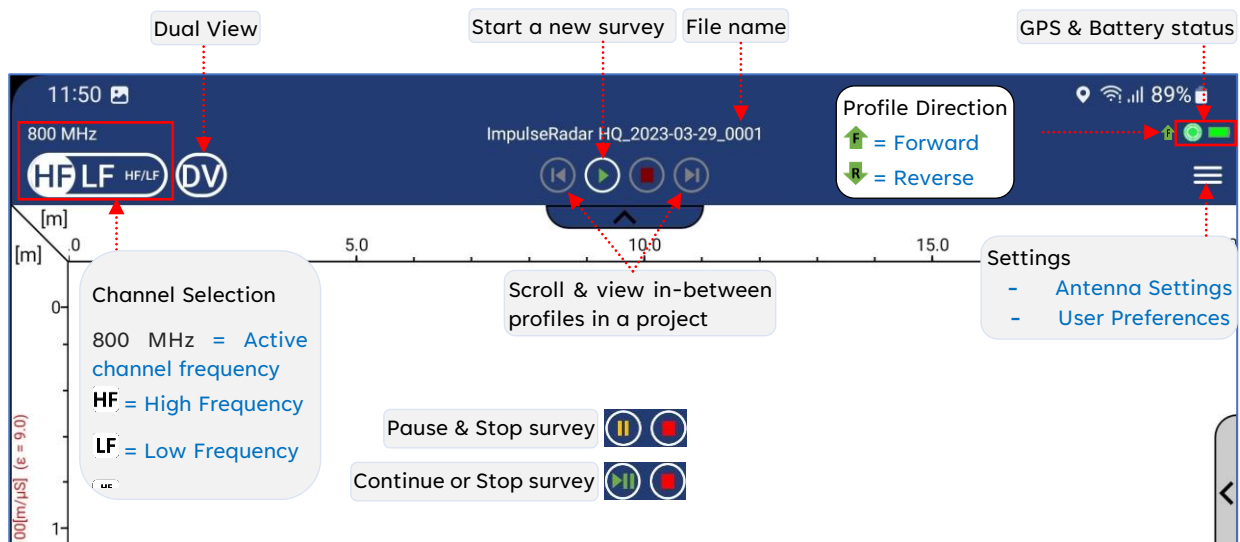 Dual View
Start a new survey
File name
GPS & Battery status
11:50
89%
800 MHz
ImpulseRadar HQ_2023-03-29_0001
Profile Direction
F = Forward
R = Reverse
F
HF LF HF/LF
DV
[m]
[m]
.0
5.0
10.0
15.0
Channel Selection
800 MHz = Active
channel frequency
HF = High Frequency
LF = Low Frequency
Scroll & view in-between
profiles in a project
Settings
- Antenna Settings
- User Preferences
0
Pause & Stop survey
Continue or Stop survey
00[m/µS] (ε = 9.0)
1